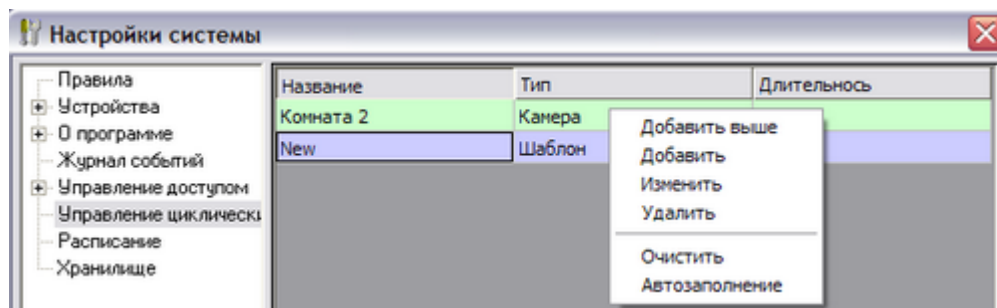 Настройки системы
Правила
Устройства
О программе
Журнал событий
Управление доступом
Управление циклически
Расписание
Хранилище
Название Тип Длительнось
Комната 2 Камера
New Шаблон
Добавить выше
Добавить
Изменить
Удалить
Очистить
Автозаполнение